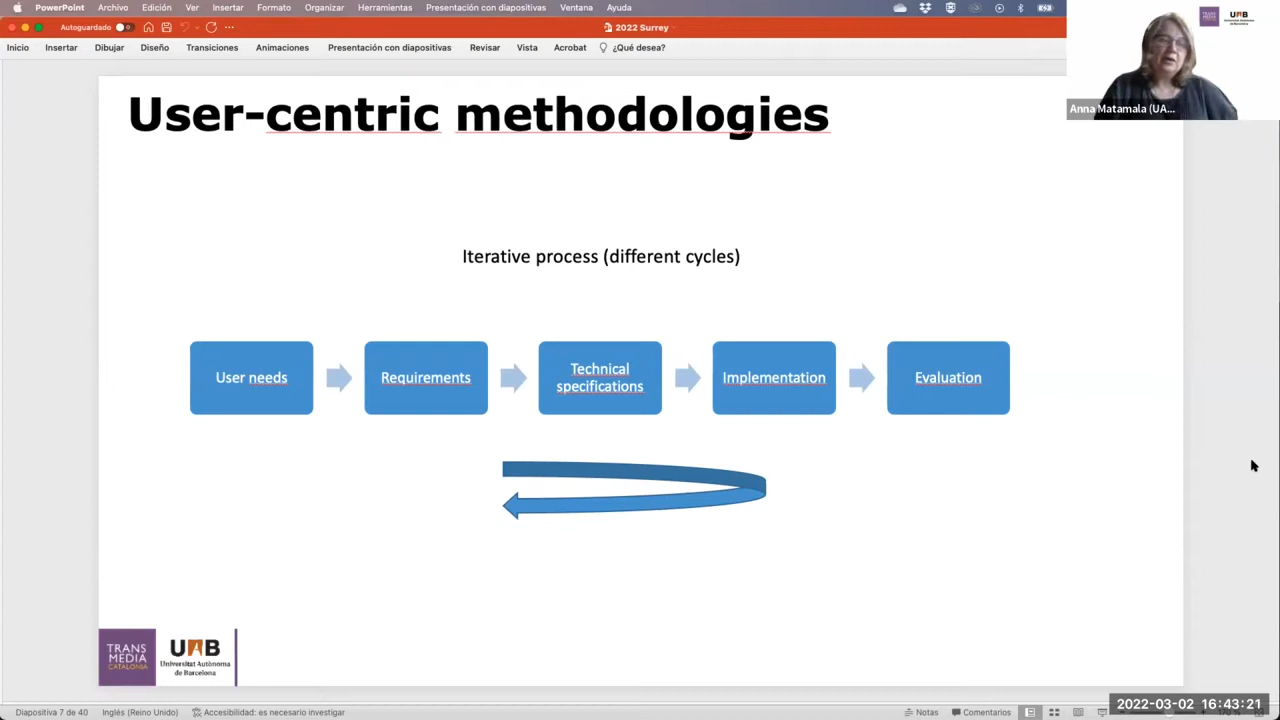 PowerPoint Archivo Edición Ver Insertar Formato Organizar Herramientas Presentación con diapositivas Ventana Ayuda
Autoguardado
2022 Surrey
Inicio Insertar Dibujar Diseño Transiciones Animaciones Presentación con diapositivas Revisar Vista Acrobat ¿Qué desea?
Anna Matamala (UA...
User-centric methodologies
Iterative process (different cycles)
User needs
Requirements
Technical
specifications
Implementation
Evaluation
TRANS
MEDIA
CATALONIA
UAB
Universitat Autònoma
de Barcelona
Diapositiva 7 de 40 Inglés (Reino Unido) Accesibilidad: es necesario investigar Notas Comentarios
2022-03-02 16:43:21